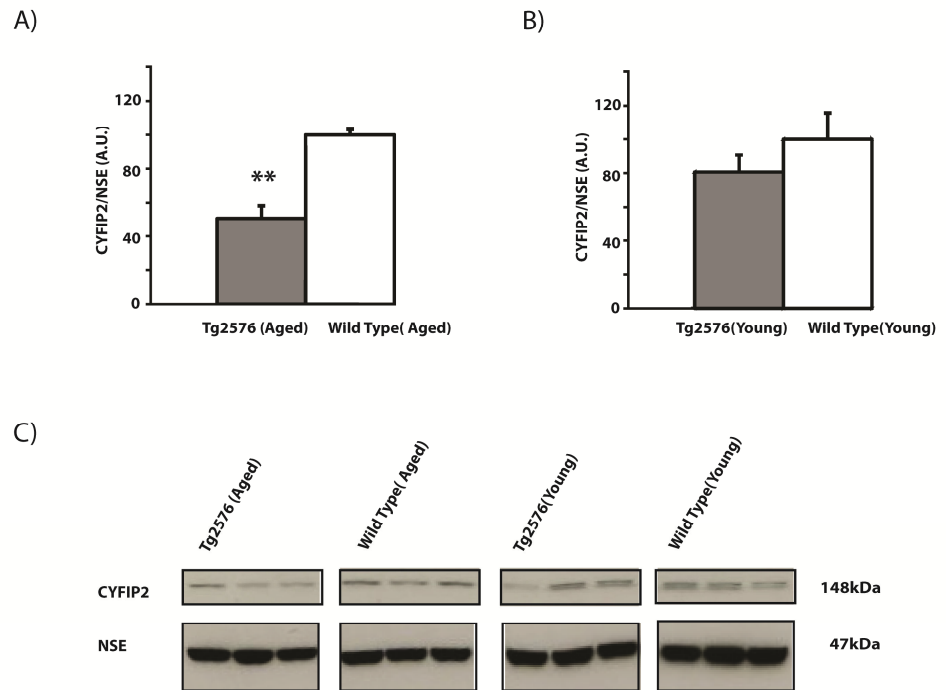 A)
CYFIP2/NSE (A.U.)
120
80
40
0
**
Tg2576 (Aged)
Wild Type( Aged)
B)
CYFIP2/NSE (A.U.)
120
80
40
0
Tg2576(Young)
Wild Type(Young)
C)
Tg2576 (Aged)
Wild Type( Aged)
Tg2576(Young)
Wild Type(Young)
CYFIP2
148kDa
NSE
47kDa